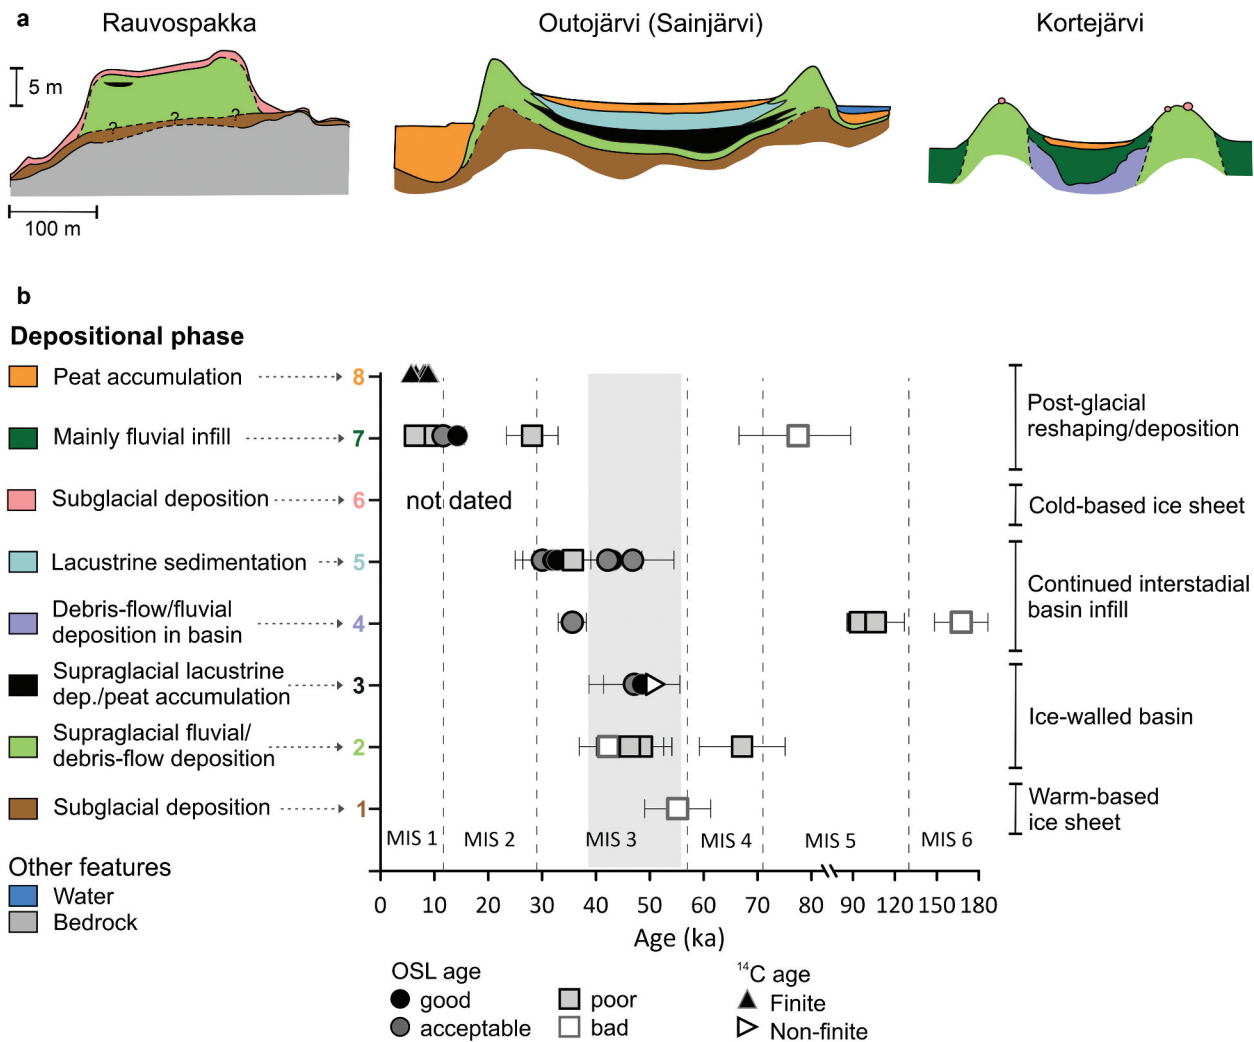 a
Rauvospakka
Outojärvi (Sainjärvi)
Kortejärvi
5 m
? ? ?
100 m
b
Depositional phase
Peat accumulation
8
Mainly fluvial infill
7
Subglacial deposition
6
not dated
Lacustrine sedimentation
5
Debris-flow/fluvial
deposition in basin
4
Supraglacial lacustrine
dep./peat accumulation
3
Supraglacial fluvial/
debris-flow deposition
2
Subglacial deposition
1
Post-glacial
reshaping/deposition
Cold-based ice sheet
Continued interstadial
basin infill
Ice-walled basin
Warm-based
ice sheet
MIS 1 MIS 2 MIS 3 MIS 4 MIS 5 MIS 6
Other features
Water
Bedrock
0 10 20 30 40 50 60 70 80 90 120 150 180
Age (ka)
OSL age
good
acceptable
poor
bad
14C age
Finite
Non-finite